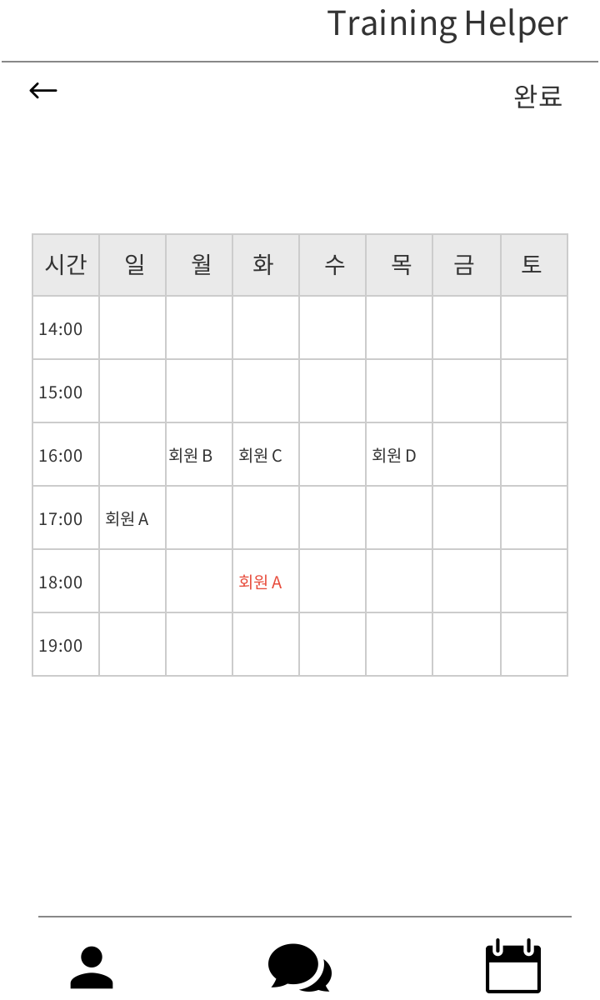 Training Helper
완료
시간 일 월 화 수 목 금 토
14:00
15:00
16:00 회원 B 회원 C 회원 D
17:00 회원 A
18:00 회원 A
19:00